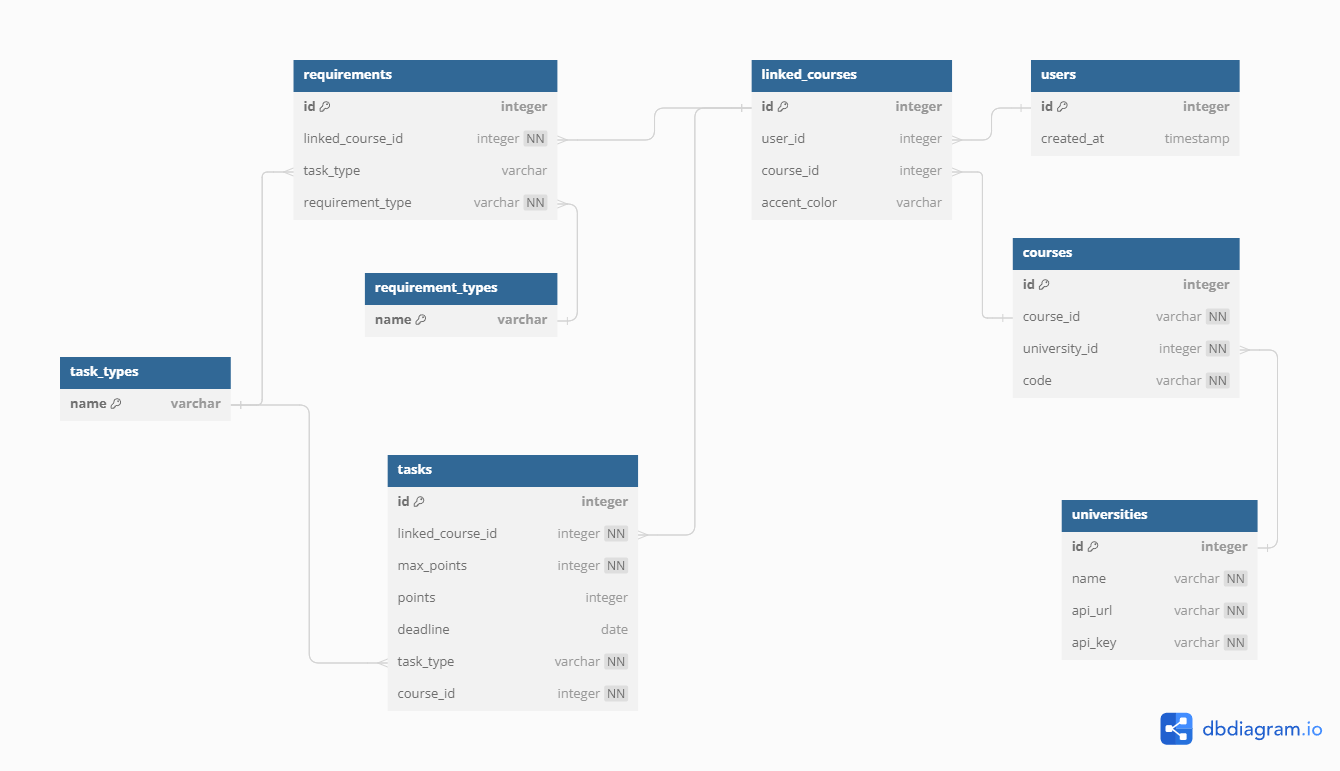 requirements
id integer
linked_course_id integer NN
task_type varchar
requirement_type varchar NN
linked_courses
id integer
user_id integer
course_id integer
accent_color varchar
users
id integer
created_at timestamp
courses
id integer
course_id varchar NN
university_id integer NN
code varchar NN
requirement_types
name varchar
task_types
name varchar
tasks
id integer
linked_course_id integer NN
max_points integer NN
points integer
deadline date
task_type varchar NN
course_id integer NN
universities
id integer
name varchar NN
api_url varchar NN
api_key varchar NN
dbdiagram.io